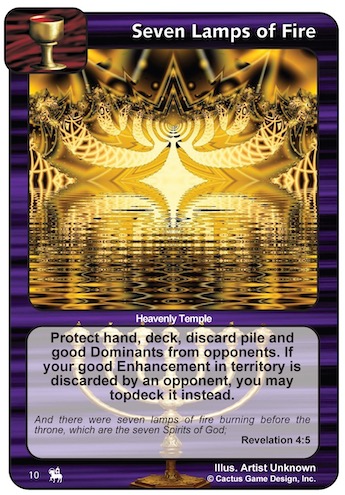 Seven Lamps of Fire
Heavenly Temple
Protect hand, deck, discard pile and
good Dominants from opponents. If
your good Enhancement in territory is
discarded by an opponent, you may
topdeck it instead.
And there were seven lamps of fire burning before the
throne, which are the seven Spirits of God;
Revelation 4:5
Illus. Artist Unknown
10
© Cactus Game Design, Inc.